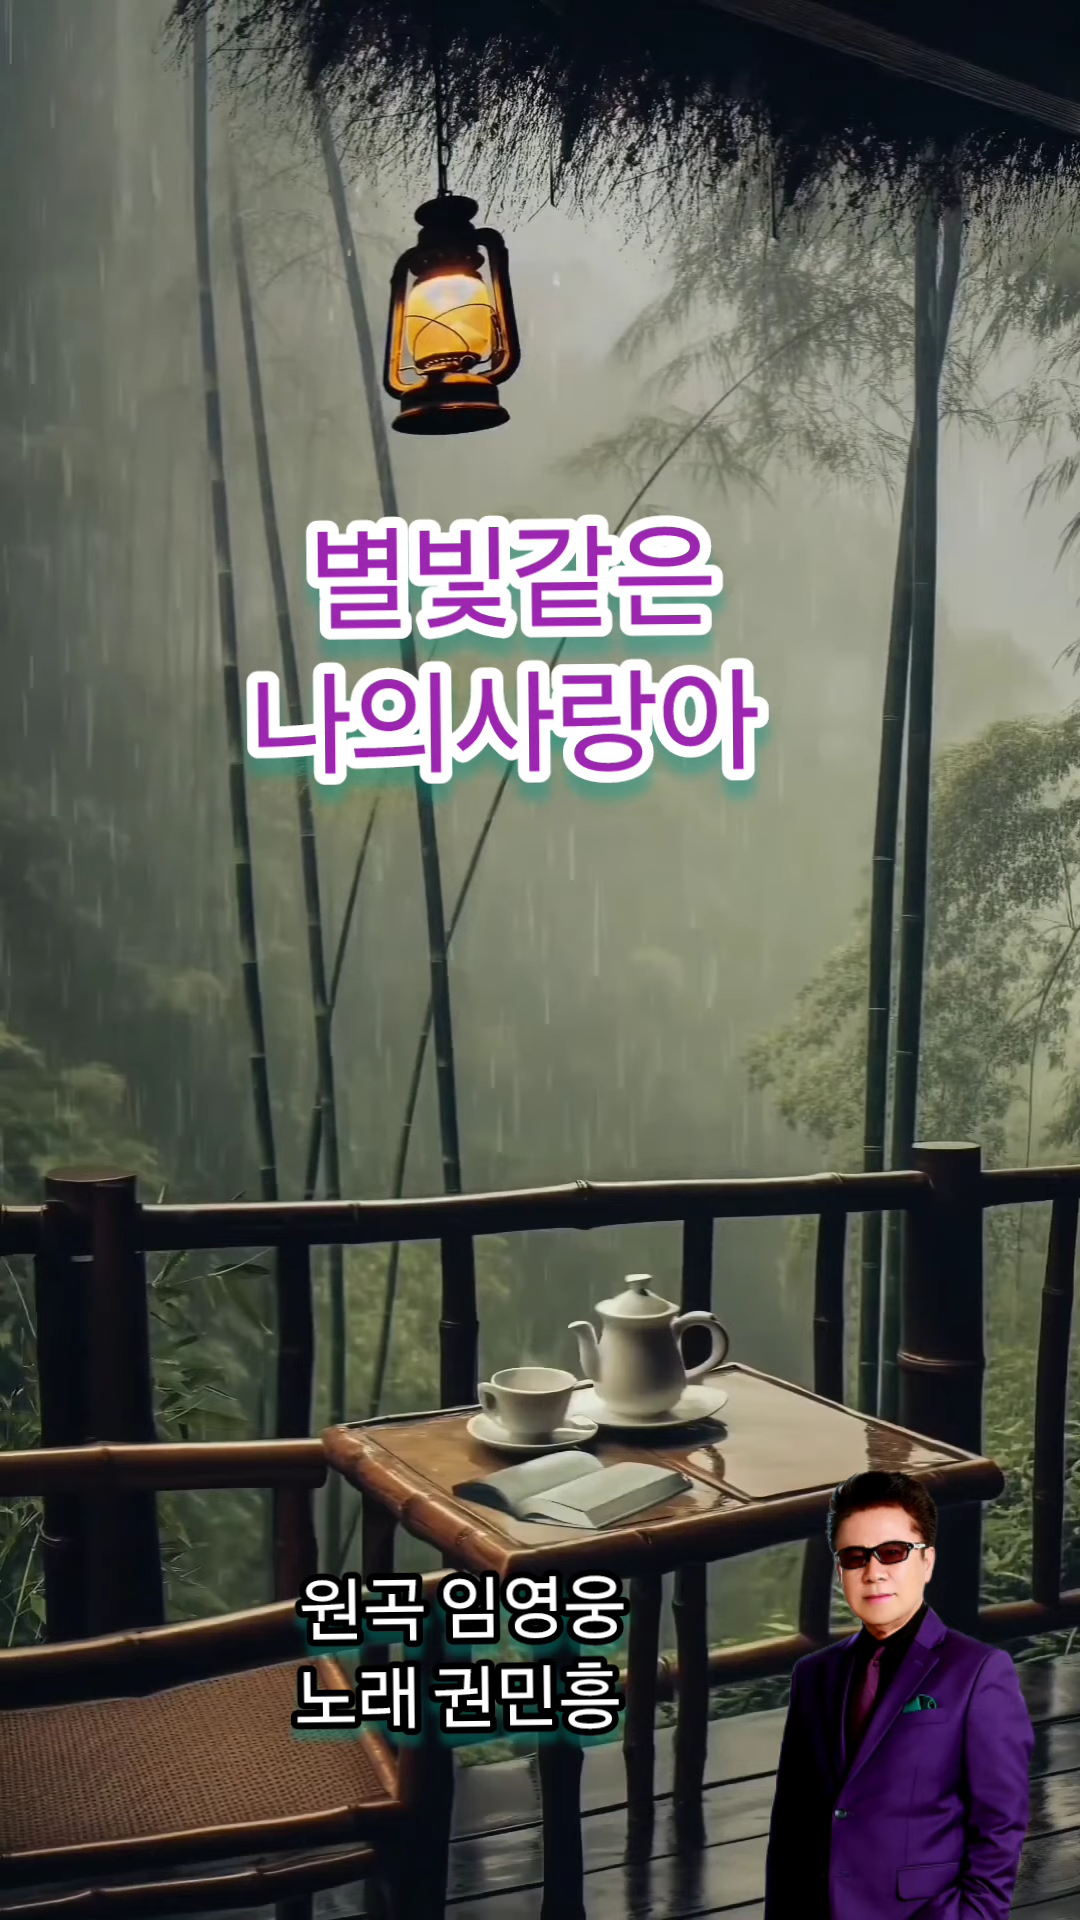 별빛같은
나의사랑아
원곡 임영웅
노래 권민흥